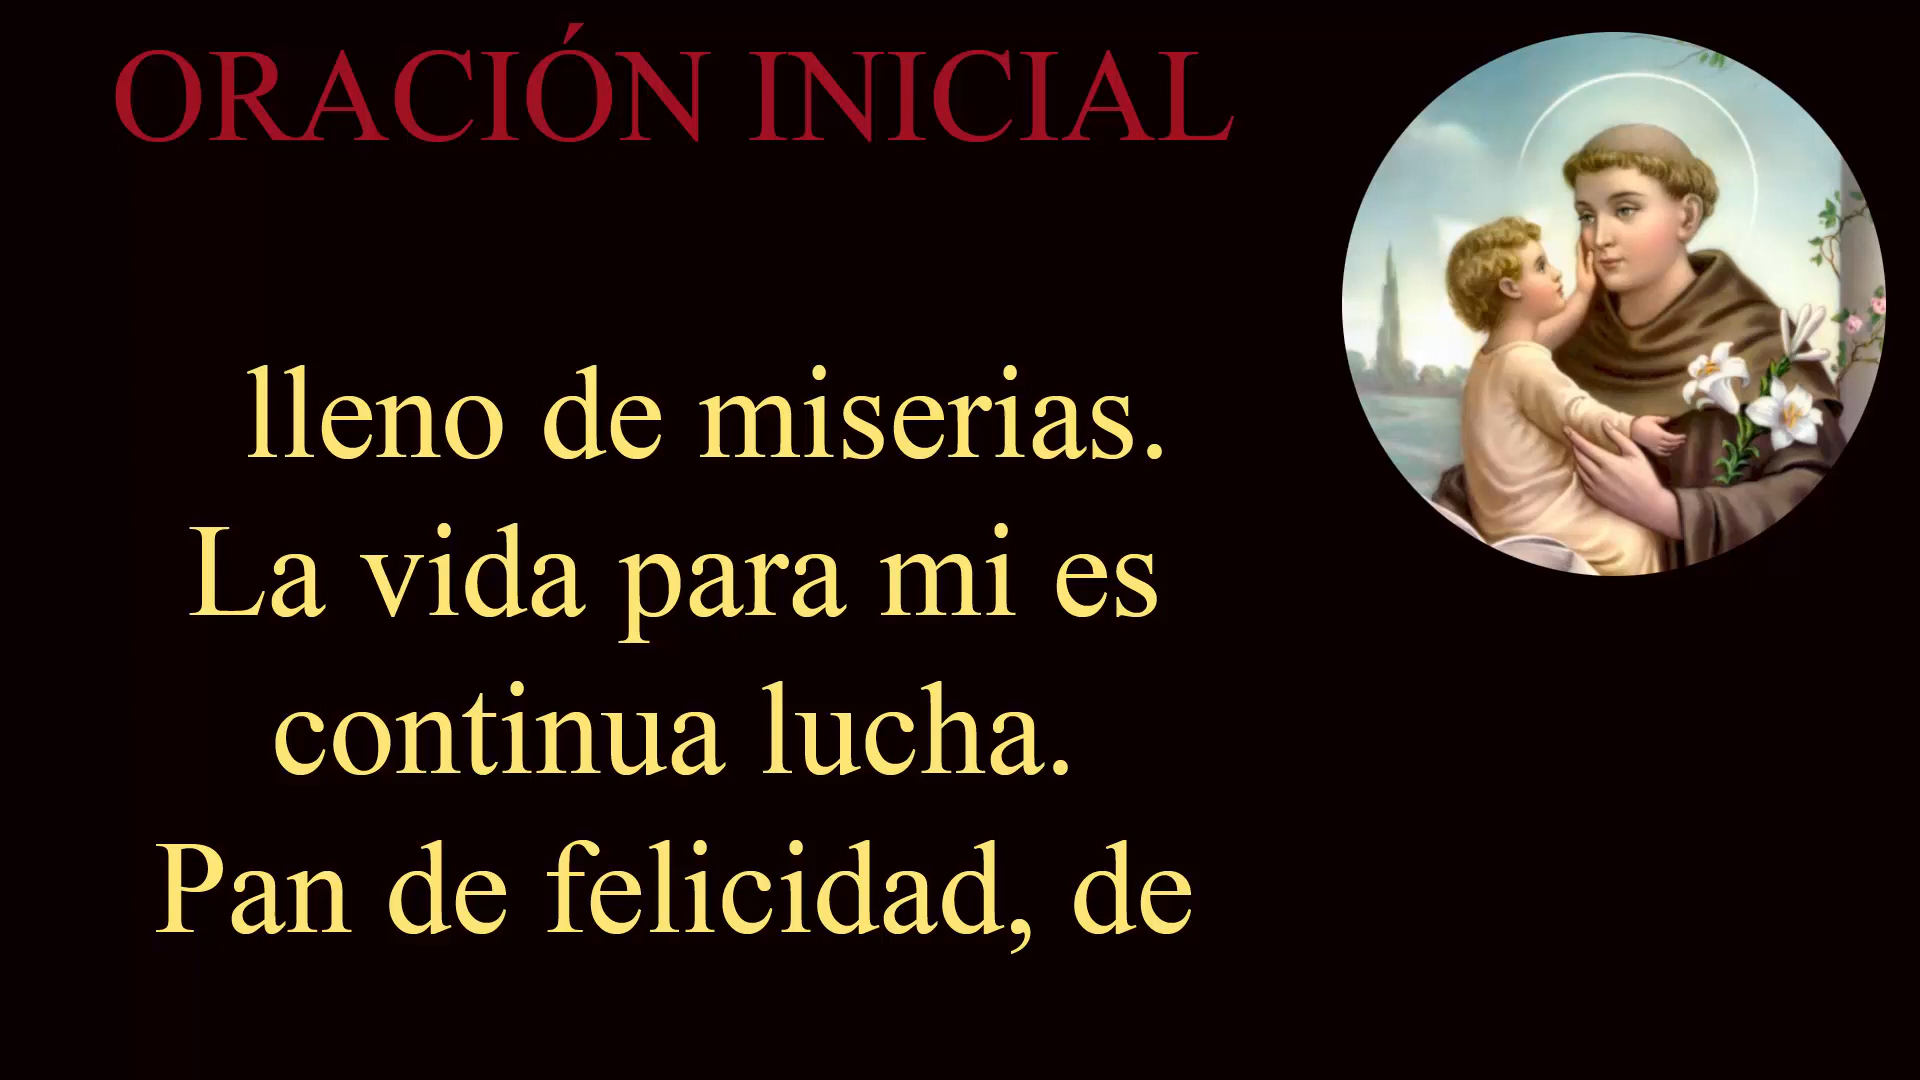 ORACIÓN INICIAL
lleno de miserias.
La vida para mi es
continua lucha.
Pan de felicidad, de